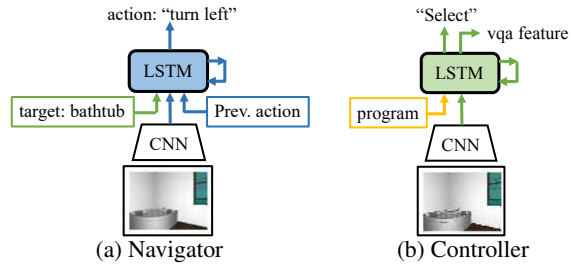 action: “turn left”
LSTM
target: bathtub
Prev. action
CNN
(a) Navigator
“Select”
vqa feature
LSTM
program
CNN
(b) Controller